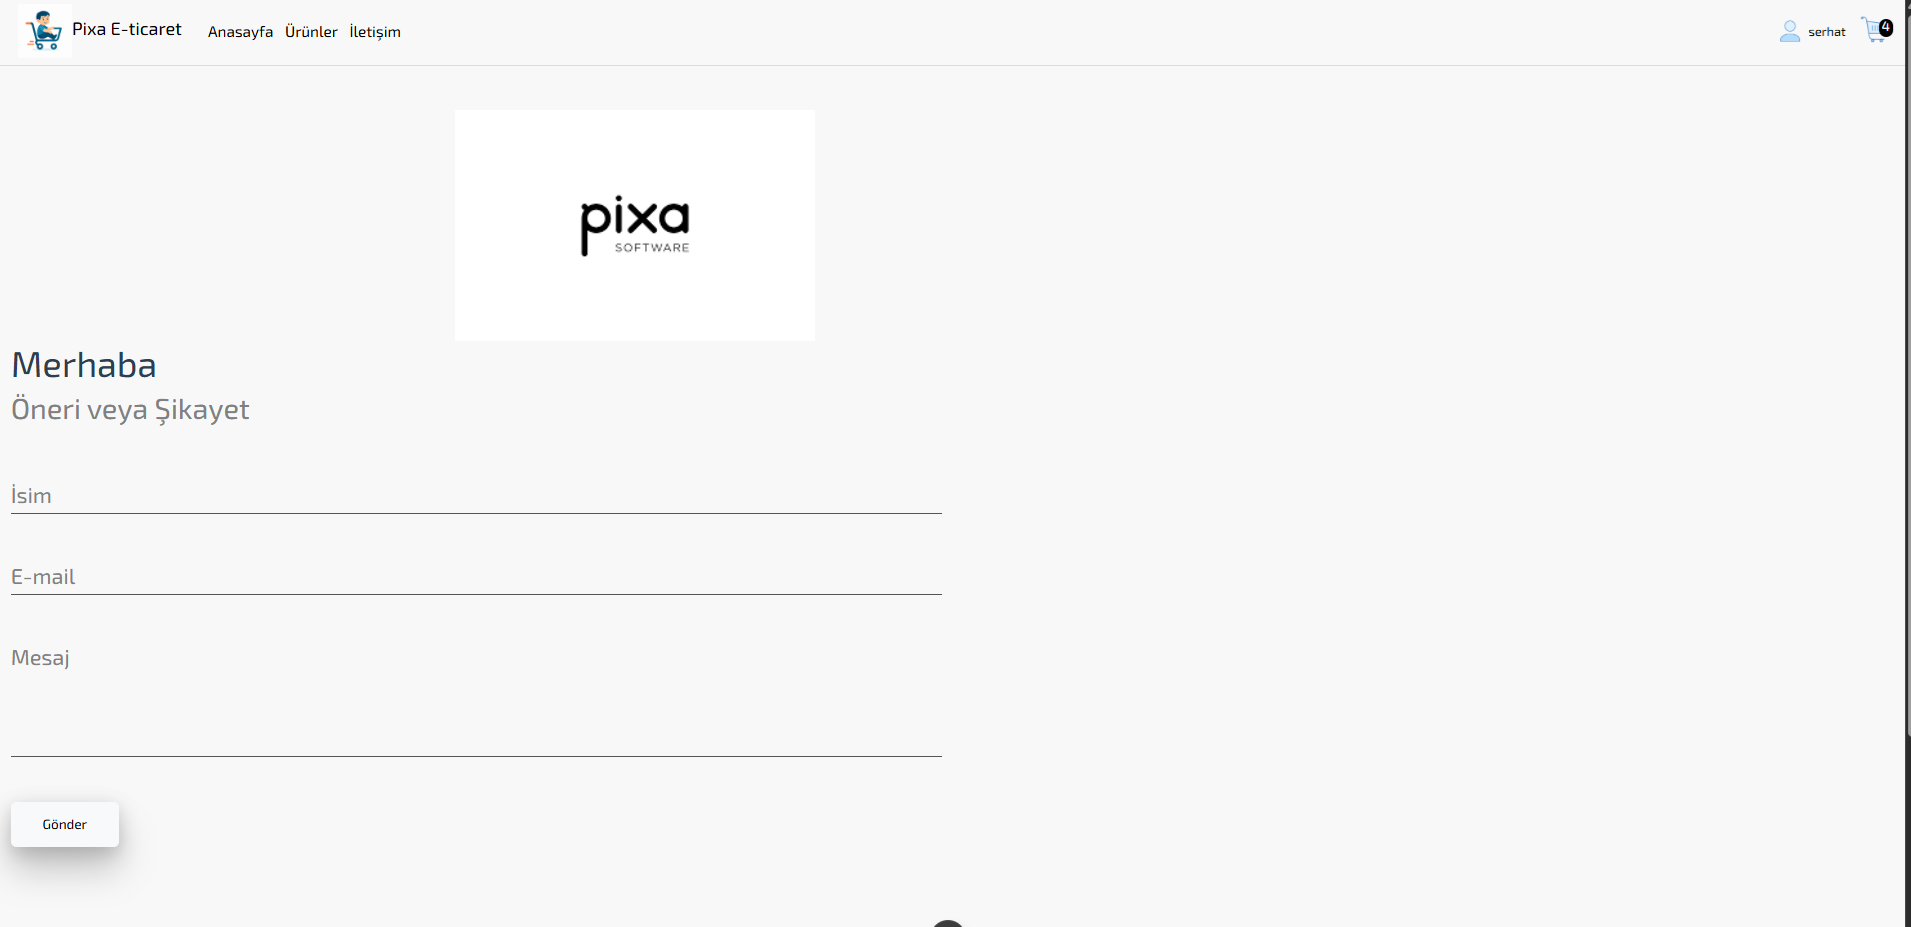 Pixa E-ticaret Anasayfa Ürünler İletişim serhat 4
pixa
SOFTWARE
Merhaba
Öneri veya Şikayet
İsim
E-mail
Mesaj
Gönder